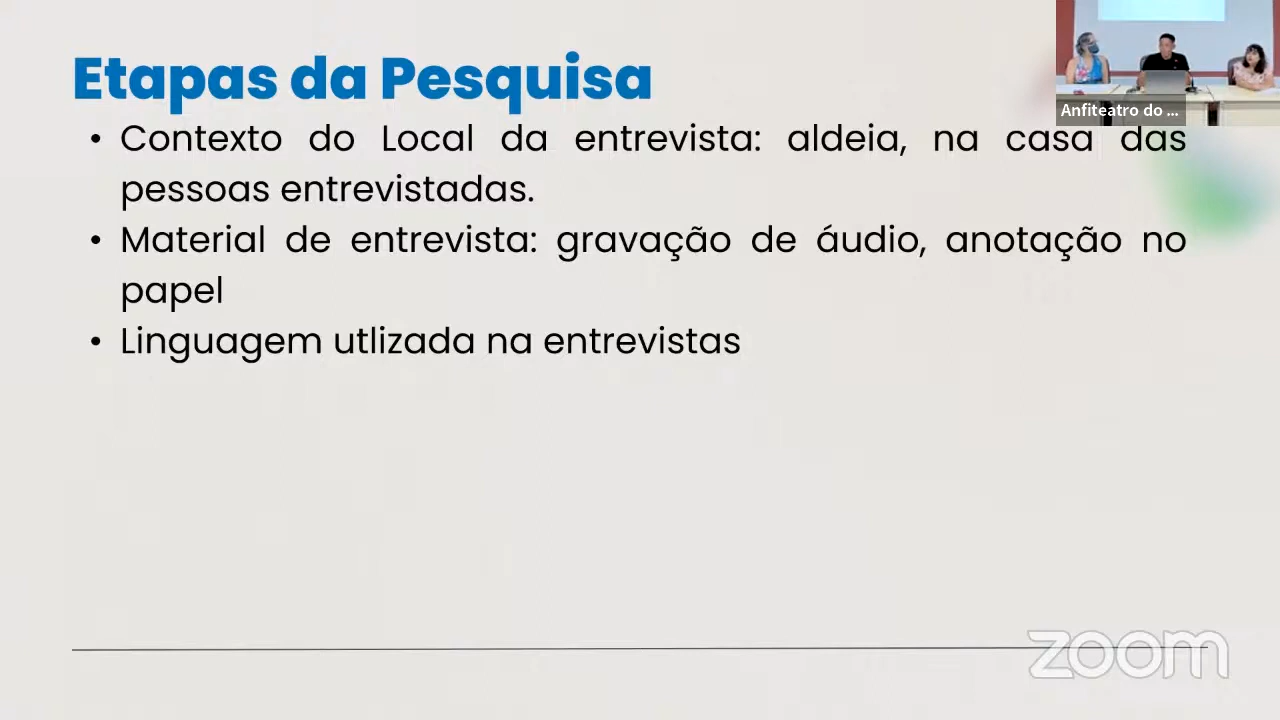 Etapas da Pesquisa
• Contexto do Local da entrevista: aldeia, na casa das
pessoas entrevistadas.
• Material de entrevista: gravação de áudio, anotação no
papel
• Linguagem utlizada na entrevistas
Anfiteatro do ...
zoom